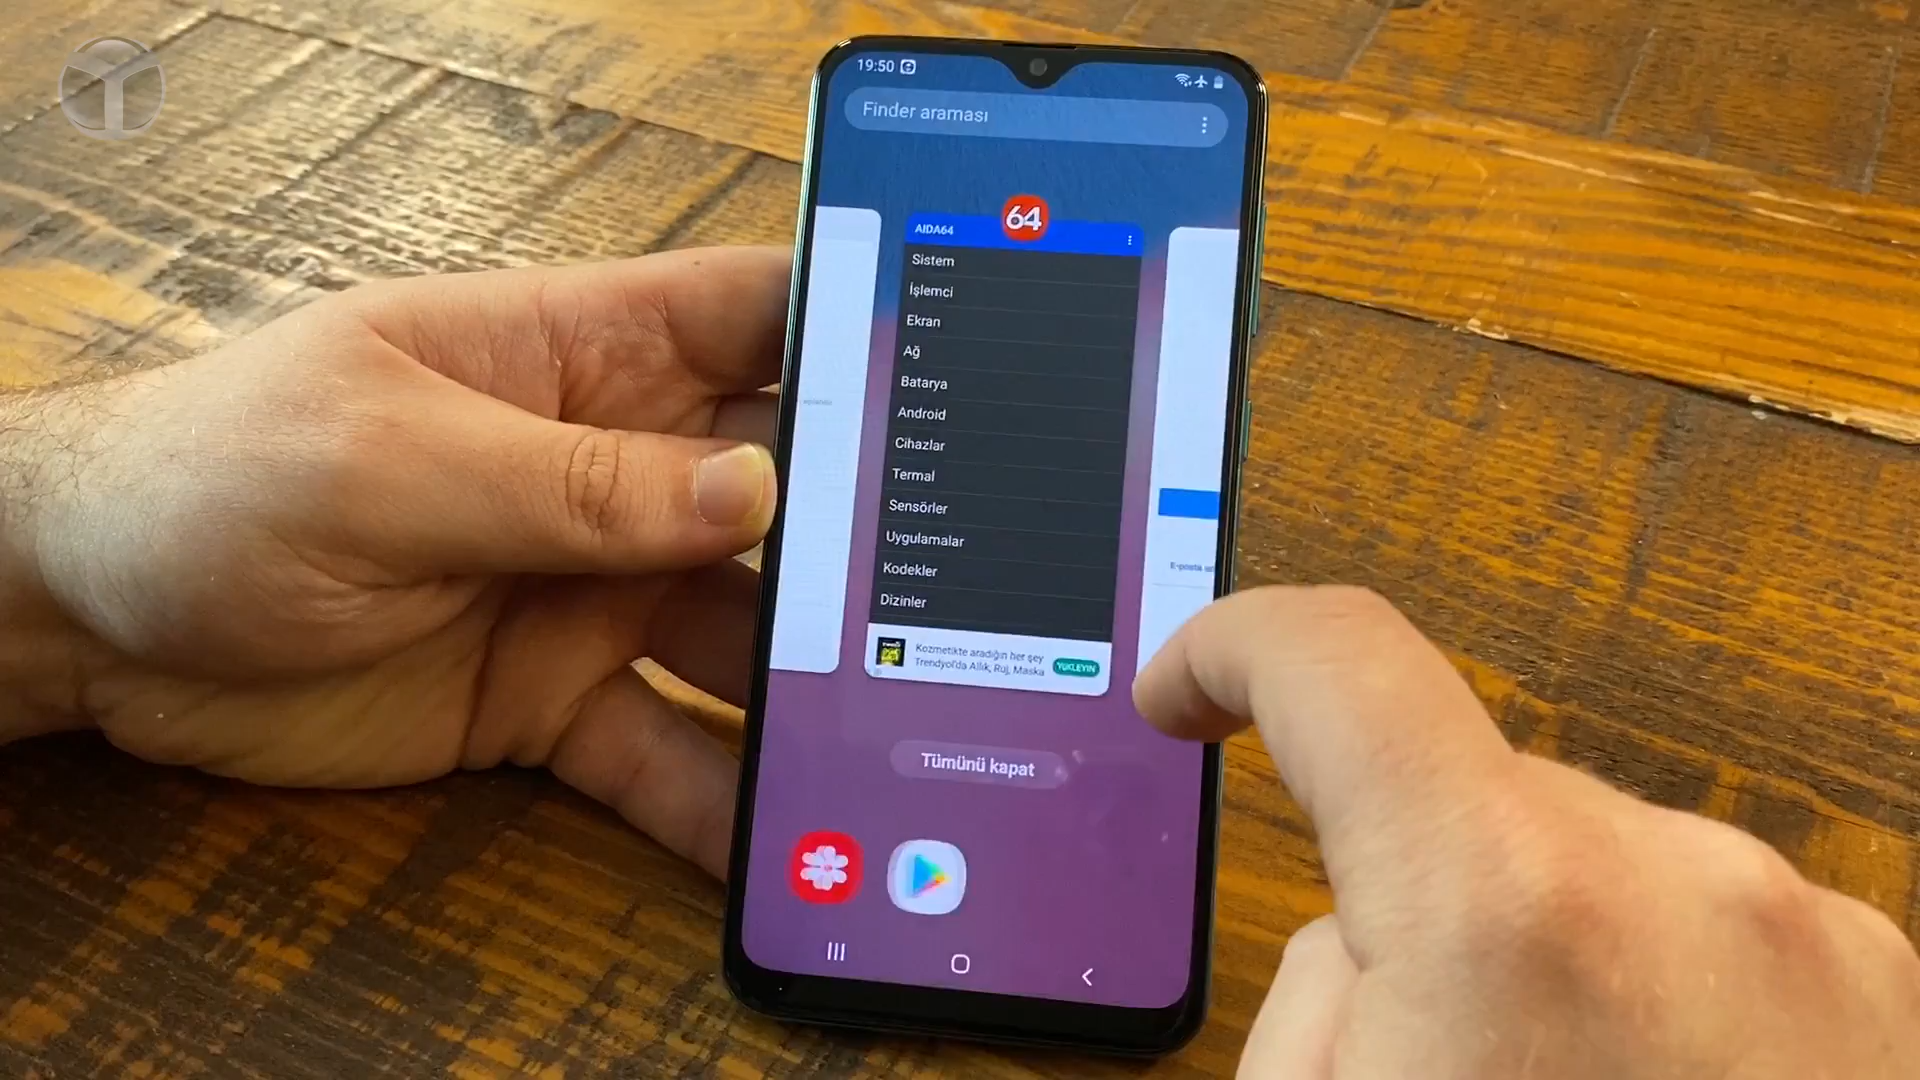 19:50
Finder araması
64
AIDA64
Sistem
İşlemci
Ekran
Ağ
Batarya
Android
Cihazlar
Termal
Sensörler
Uygulamalar
Kodekler
Dizinler
Kozmetikte aradığın her şey
Trendyol'da Allık, Ruj, Maska
YÜKLEYİN
E-posta
Tümünü kapat